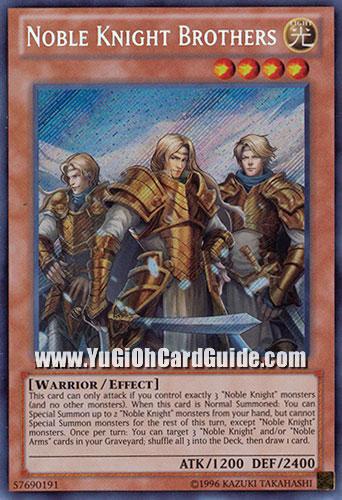 NOBLE KNIGHT BROTHERS
LIGHT
光
www.YuGiOhCardGuide.com
[WARRIOR / EFFECT]
This card can only attack if you control exactly 3 "Noble Knight" monsters
(and no other monsters). When this card is Normal Summoned: You can
Special Summon up to 2 "Noble Knight" monsters from your hand, but cannot
Special Summon monsters for the rest of this turn, except "Noble Knight"
monsters. Once per turn: You can target 3 "Noble Knight" and/or "Noble
Arms" cards in your Graveyard; shuffle all 3 into the Deck, then draw 1 card.
ATK/1200 DEF/2400
57690191
©1996 KAZUKI TAKAHASHI